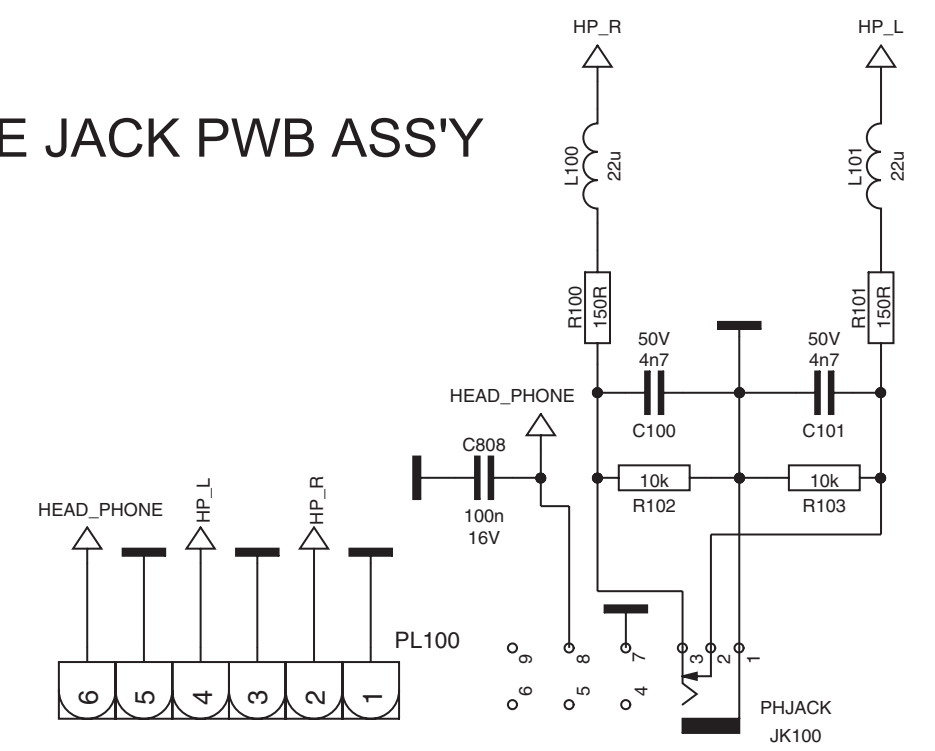 HP_R
HP_L
E JACK PWB ASS'Y
L100
22u
L101
22u
R100
150R
R101
150R
50V
4n7
C100
50V
4n7
C101
HEAD_PHONE
C808
100n
16V
10k
R102
10k
R103
HEAD_PHONE
HP_L
HP_R
PL100
6
5
4
3
2
1
9
8
7
3
2
1
6
5
4
PHJACK
JK100